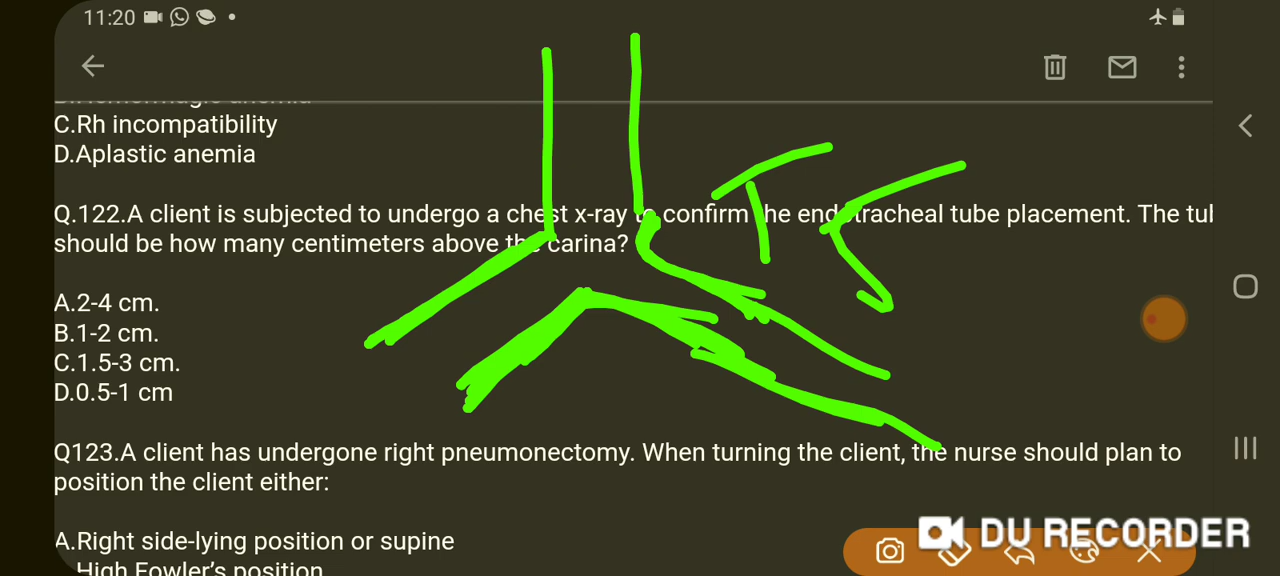 11:20
C.Rh incompatibility
D.Aplastic anemia
Q.122.A client is subjected to undergo a chest x-ray to confirm the endotracheal tube placement. The tub
should be how many centimeters above the carina?
A.2-4 cm.
B.1-2 cm.
C.1.5-3 cm.
D.0.5-1 cm
Q123.A client has undergone right pneumonectomy. When turning the client, the nurse should plan to
position the client either:
A.Right side-lying position or supine
High Fowler's position
DU RECORDER